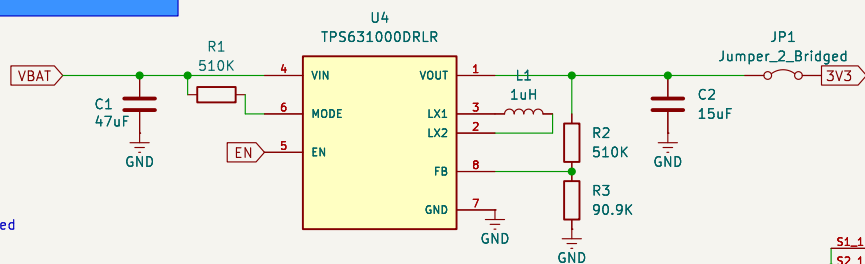 U4
TPS631000DRLR
R1
510K
JP1
Jumper_2_Bridged
VBAT
4
VIN
VOUT
1
L1
1uH
3V3
C1
47uF
6
MODE
LX1
3
LX2
2
C2
15uF
GND
EN
5
EN
R2
510K
GND
FB
8
R3
90.9K
GND
7
GND
GND
ed
S1_1
S2_1